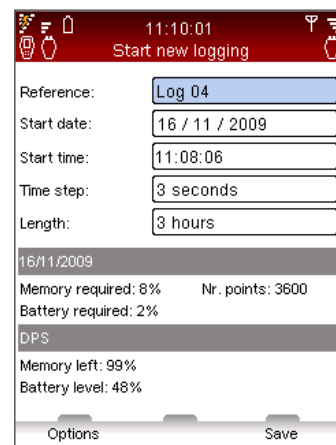 11:10:01
Start new logging
Reference: Log 04
Start date: 16 / 11 / 2009
Start time: 11:08:06
Time step: 3 seconds
Length: 3 hours
16/11/2009
Memory required: 8% Nr. points: 3600
Battery required: 2%
DPS
Memory left: 99%
Battery level: 48%
Options Save